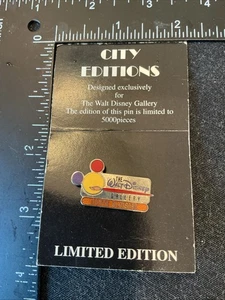 CITY
EDITIONS
Designed exclusively
for
The Walt Disney Gallery
The edition of this pin is limited to
5000pieces
THE
WALT DISNEY
GALLERY
LIMITED EDITION